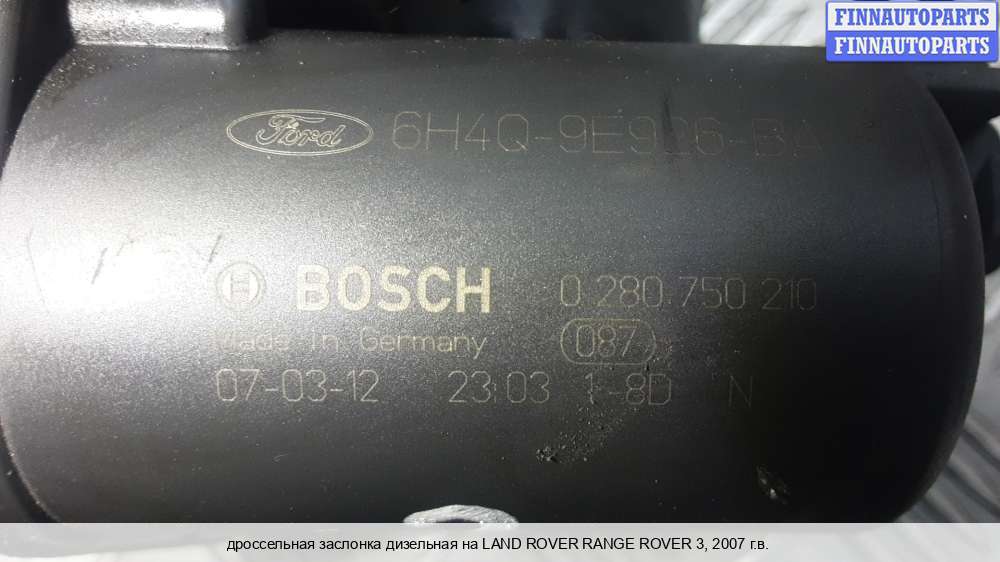 FINNAUTOPARTS
FINNAUTOPARTS
Ford 6H4Q-9E926-BA
BOSCH 0 280 750 210
Made in Germany 087
07-03-12 23:03 1-8D N
дроссельная заслонка дизельная на LAND ROVER RANGE ROVER 3, 2007 г.в.